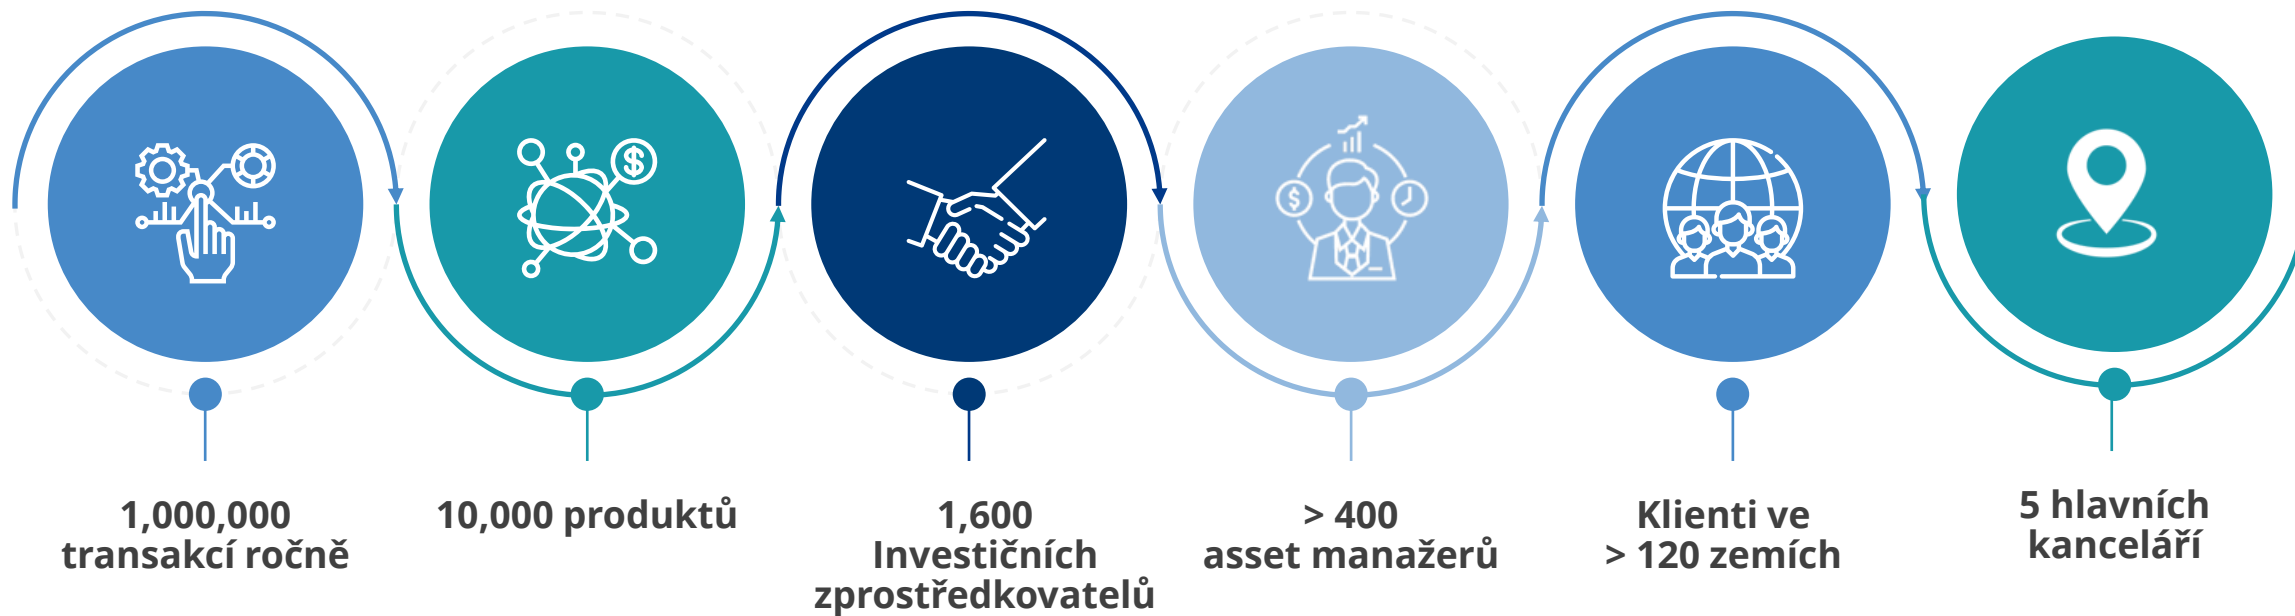 1,000,000
transakcí ročně
10,000 produktů
1,600
Investičních
zprostředkovatelů
> 400
asset manažerů
Klienti ve
> 120 zemích
5 hlavních
kanceláří